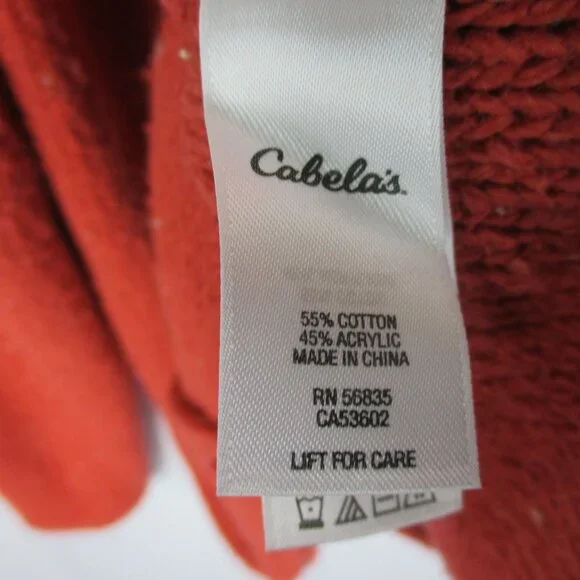 Cabela's.
55% COTTON
45% ACRYLIC
MADE IN CHINA
RN 56835
CA53602
LIFT FOR CARE